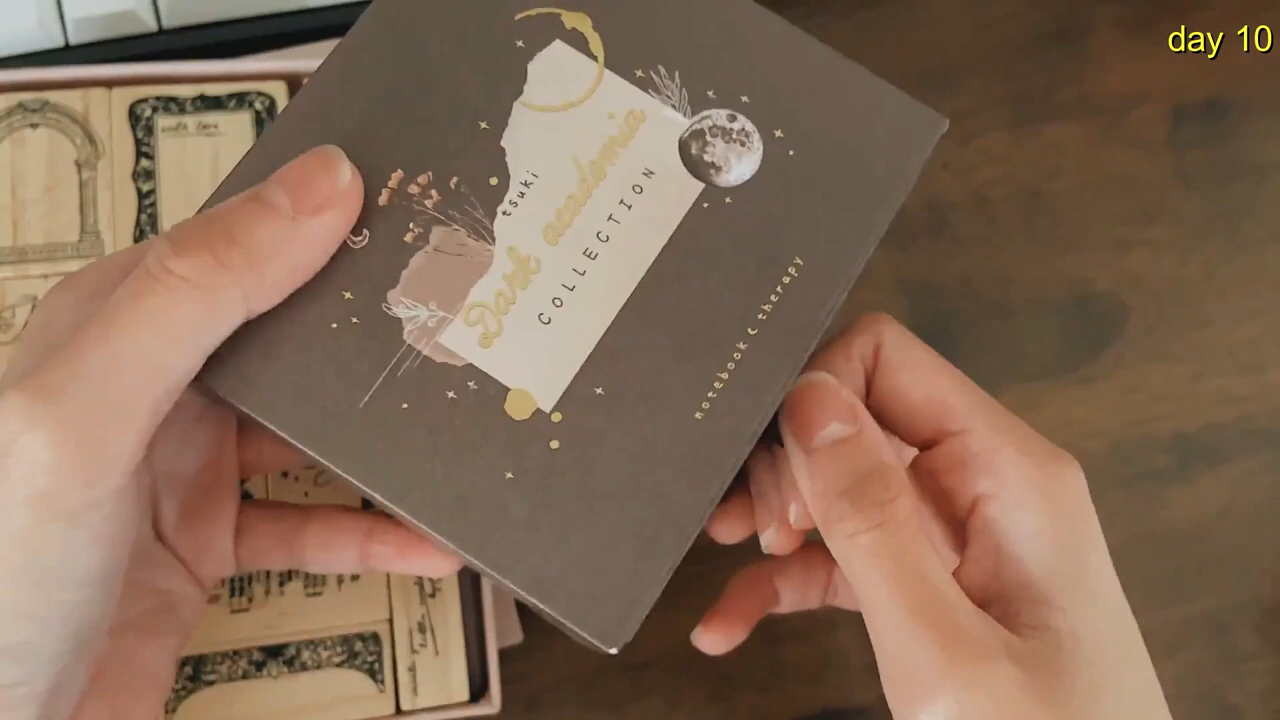 day 10
with love
tsuki
Dark academia
COLLECTION
notebook therapy